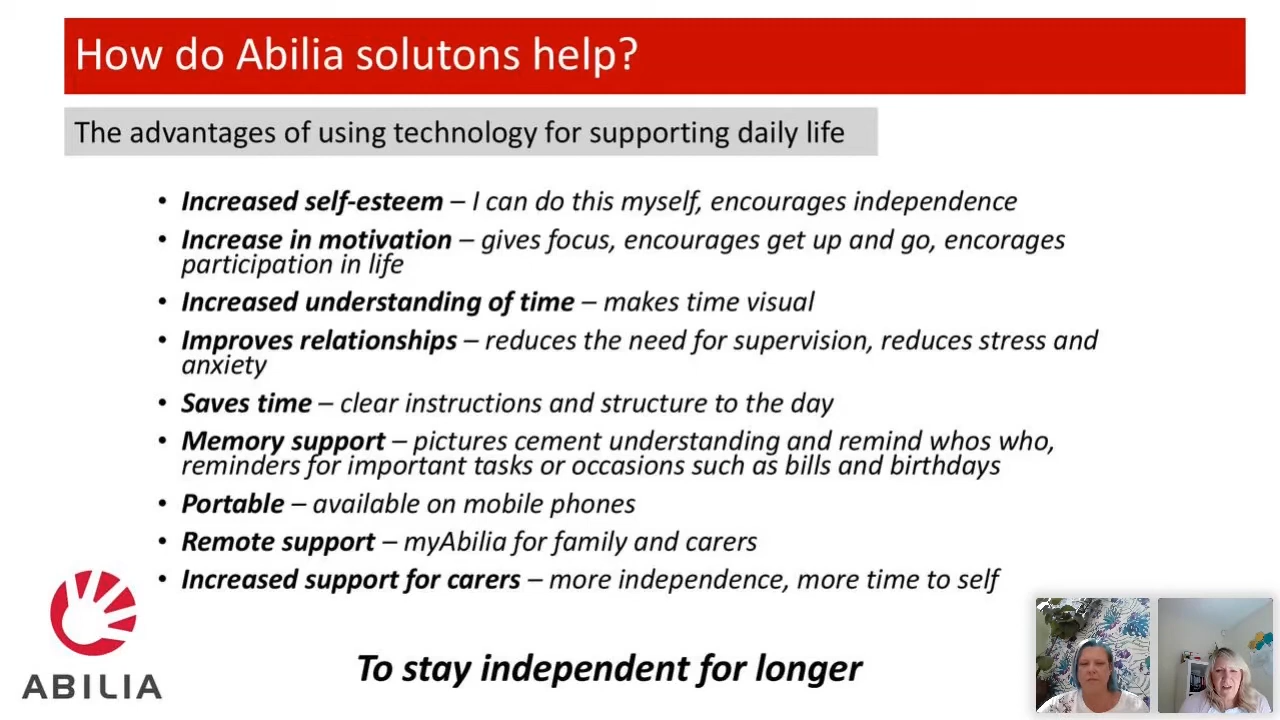 How do Abilia solutons help?
The advantages of using technology for supporting daily life
• Increased self-esteem – I can do this myself, encourages independence
• Increase in motivation – gives focus, encourages get up and go, encorages
participation in life
• Increased understanding of time – makes time visual
• Improves relationships – reduces the need for supervision, reduces stress and
anxiety
• Saves time – clear instructions and structure to the day
• Memory support – pictures cement understanding and remind whos who,
reminders for important tasks or occasions such as bills and birthdays
• Portable – available on mobile phones
• Remote support – myAbilia for family and carers
• Increased support for carers – more independence, more time to self
To stay independent for longer
ABILIA